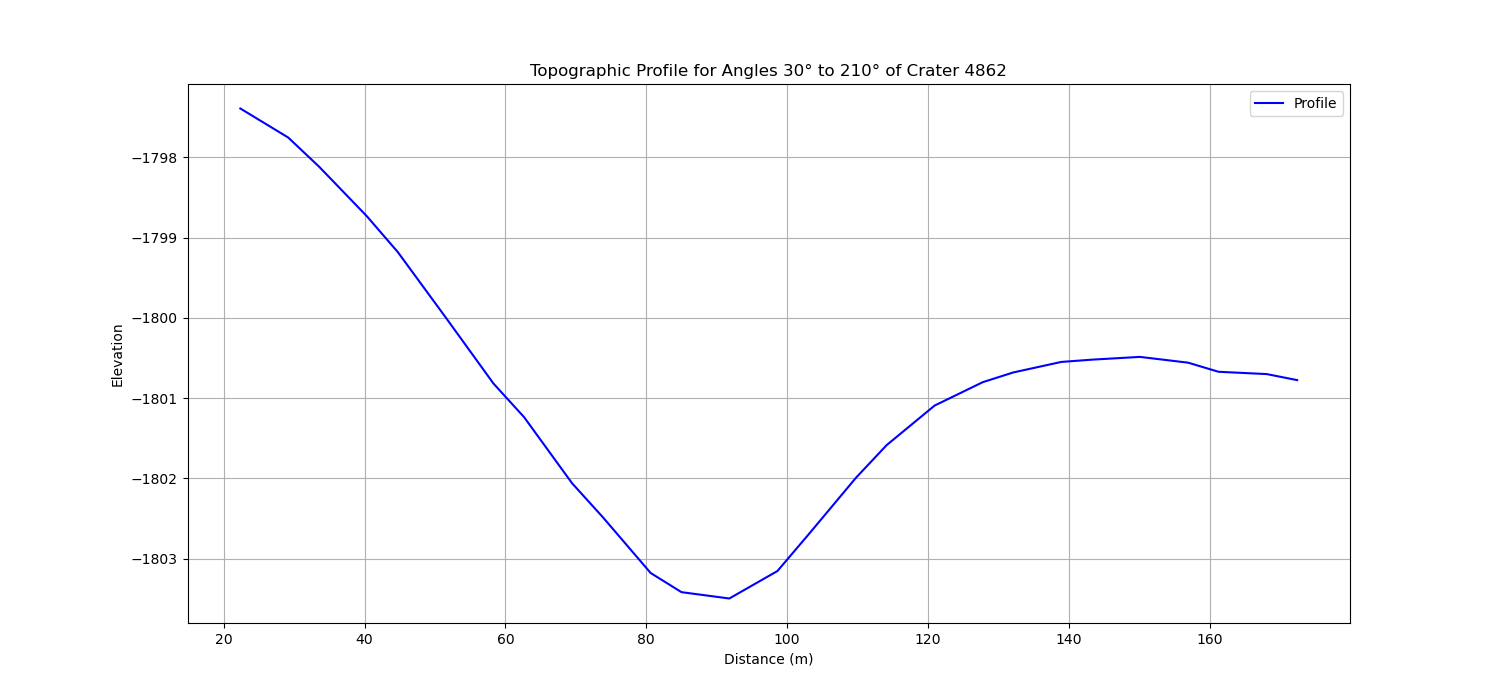 Topographic Profile for Angles 30° to 210° of Crater 4862
Profile
−1798
−1799
−1800
−1801
−1802
−1803
Elevation
20 40 60 80 100 120 140 160
Distance (m)